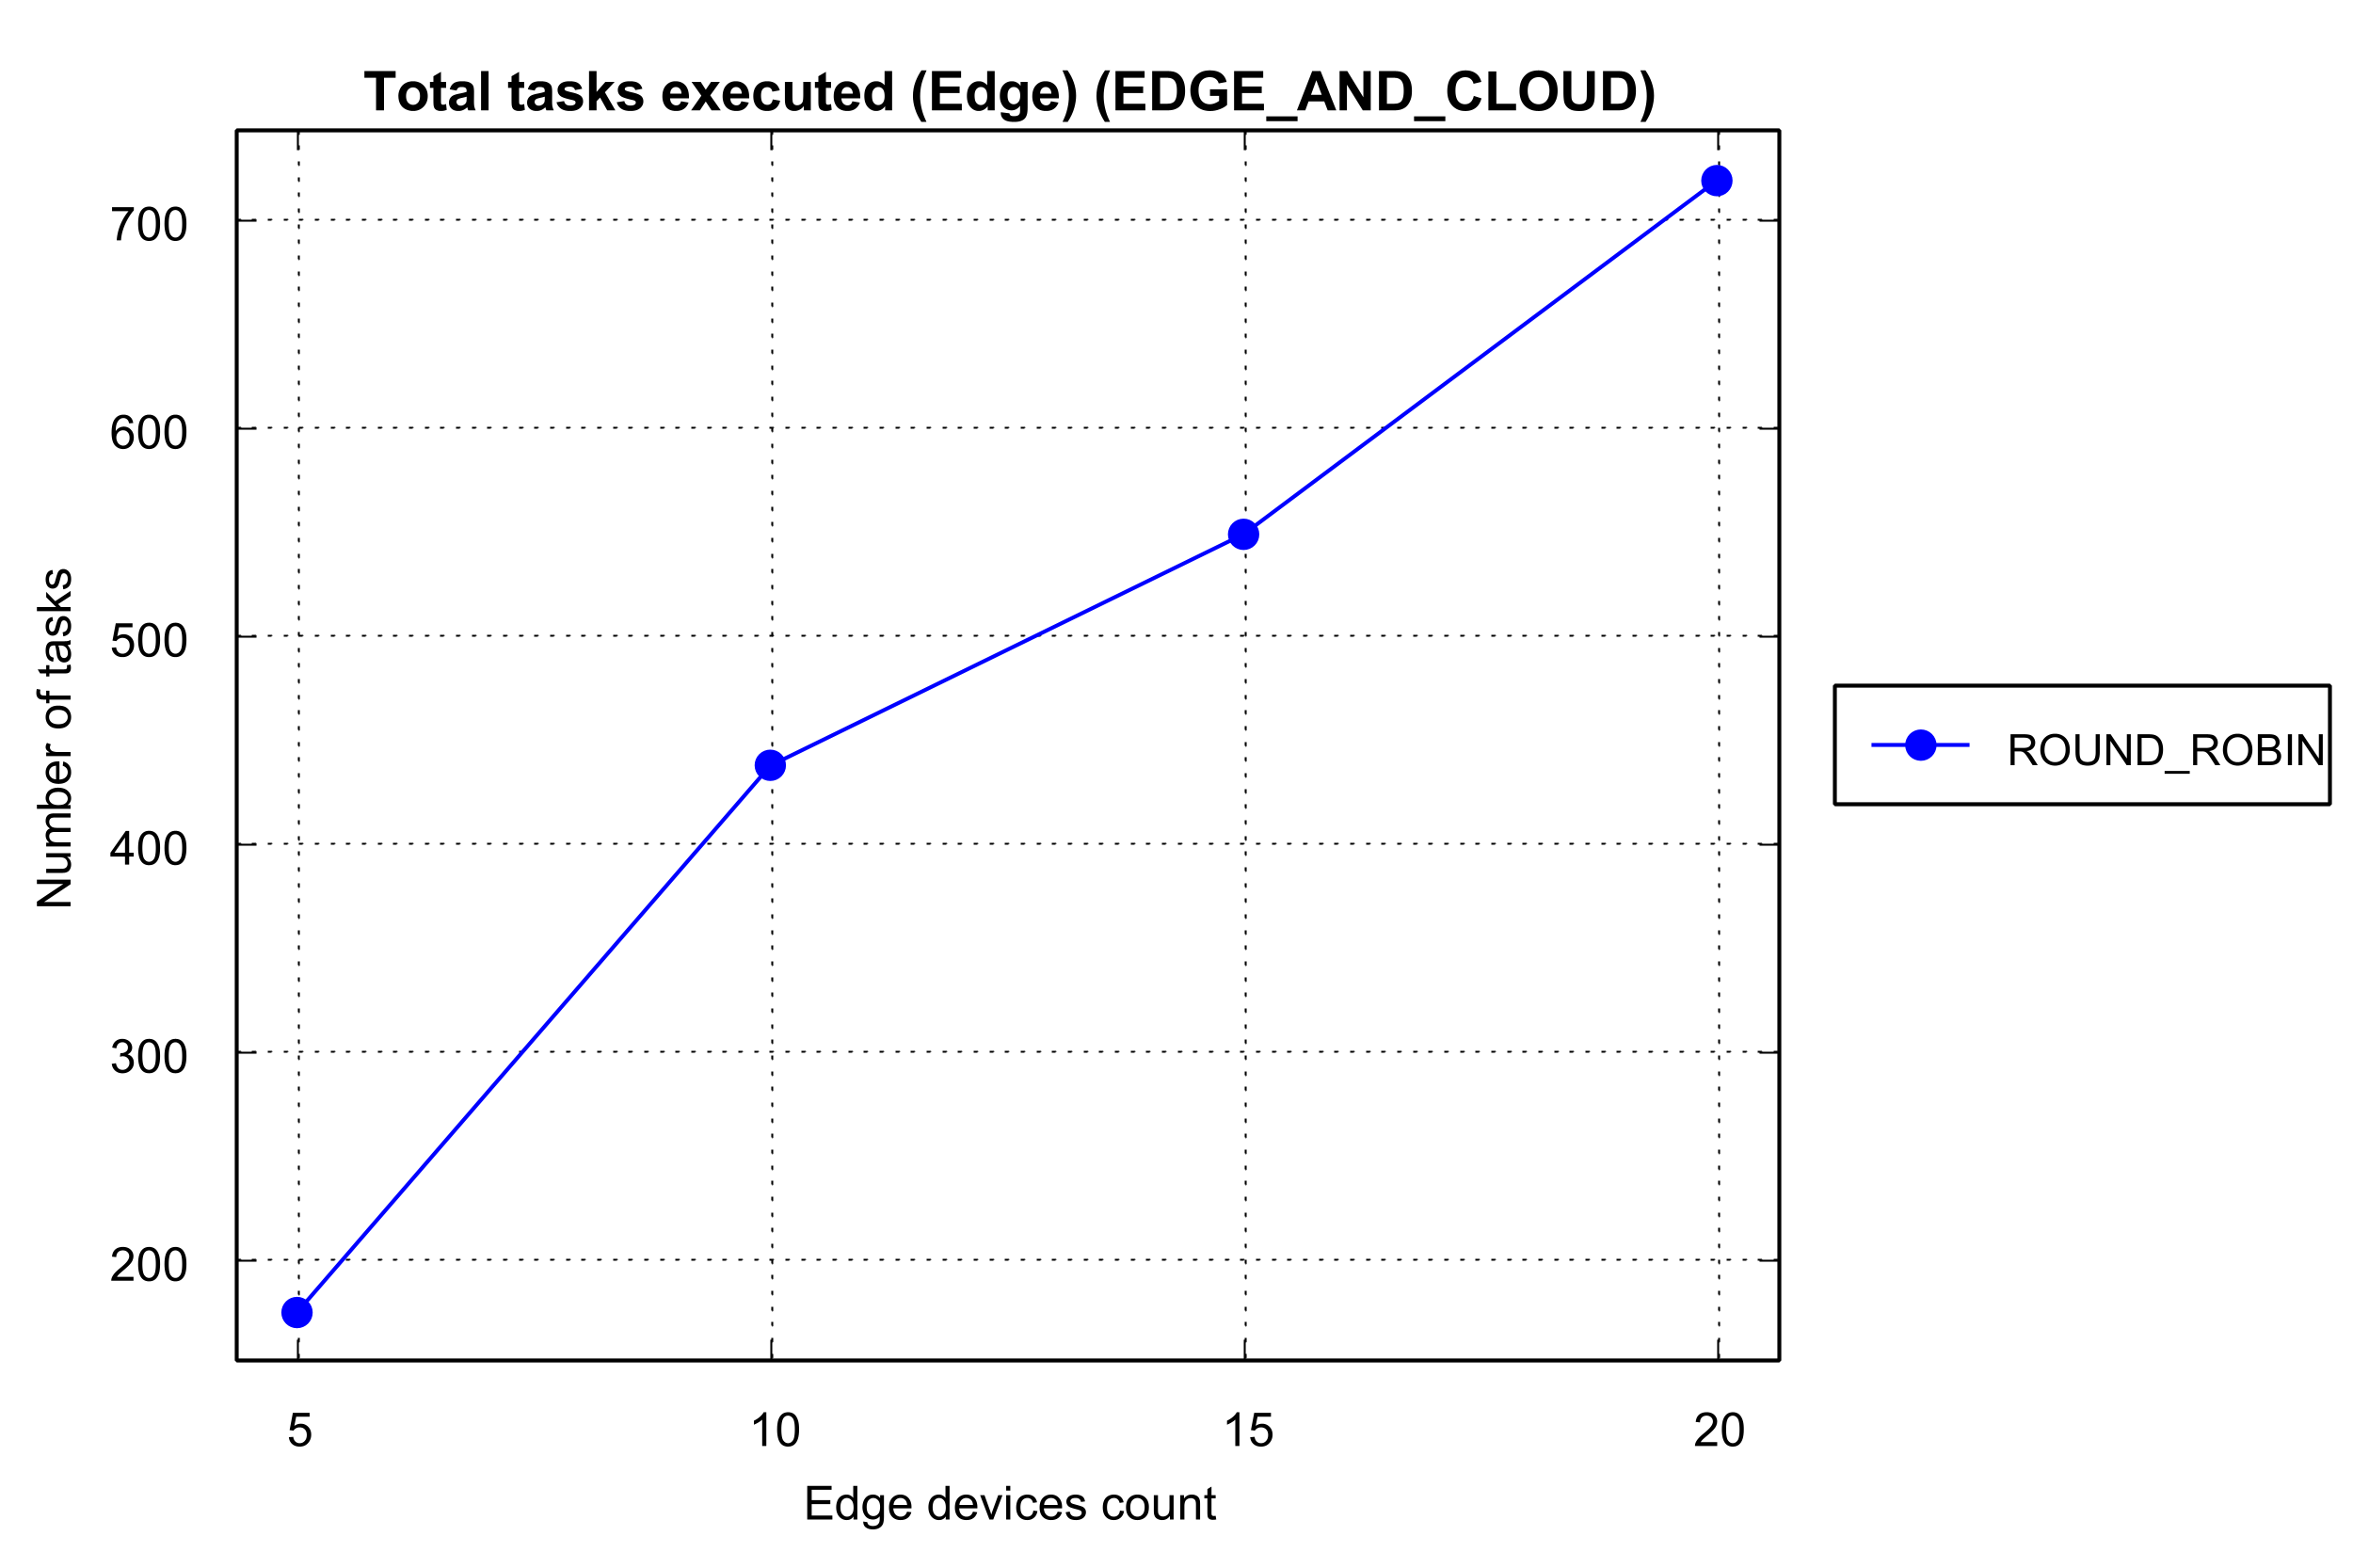 Total tasks executed (Edge) (EDGE_AND_CLOUD)
700
600
500
400
300
200
Number of tasks
5 10 15 20
Edge devices count
ROUND_ROBIN